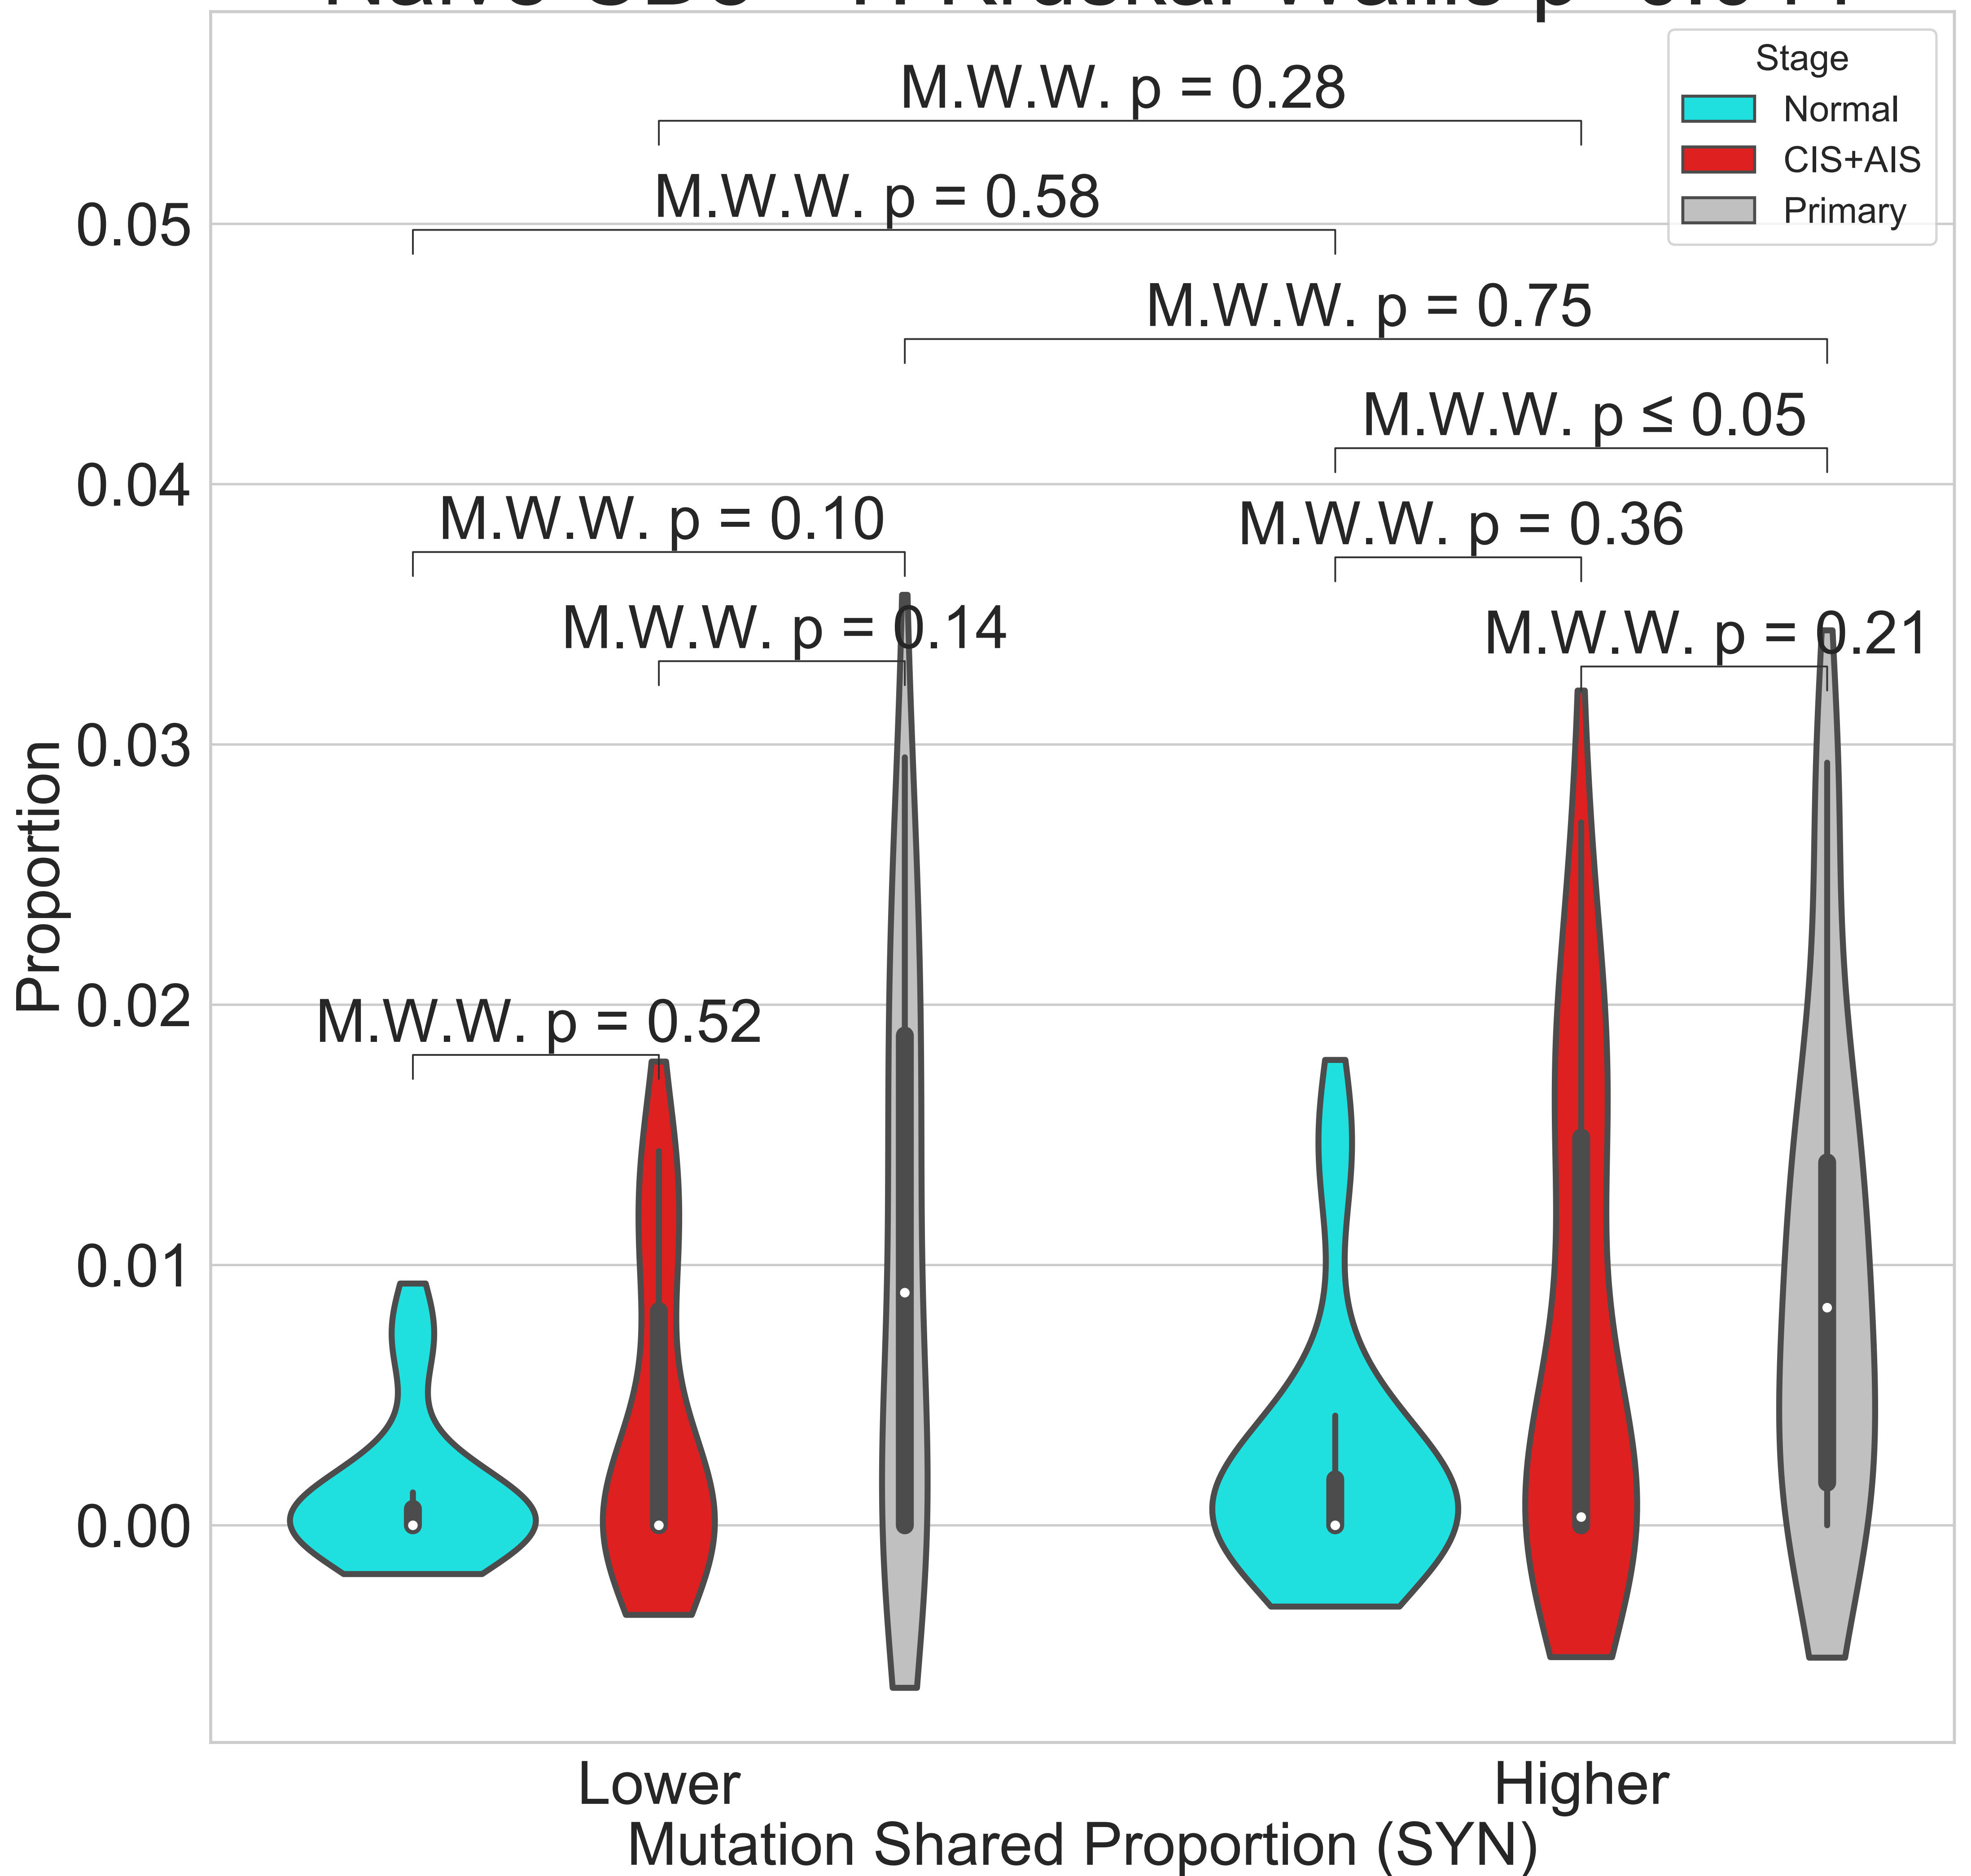 Stage
Normal
CIS+AIS
Primary
M.W.W. p = 0.28
M.W.W. p = 0.58
M.W.W. p = 0.75
M.W.W. p ≤ 0.05
M.W.W. p = 0.10
M.W.W. p = 0.36
M.W.W. p = 0.14
M.W.W. p = 0.21
M.W.W. p = 0.52
0.05
0.04
0.03
0.02
0.01
0.00
Proportion
Lower
Higher
Mutation Shared Proportion (SYN)